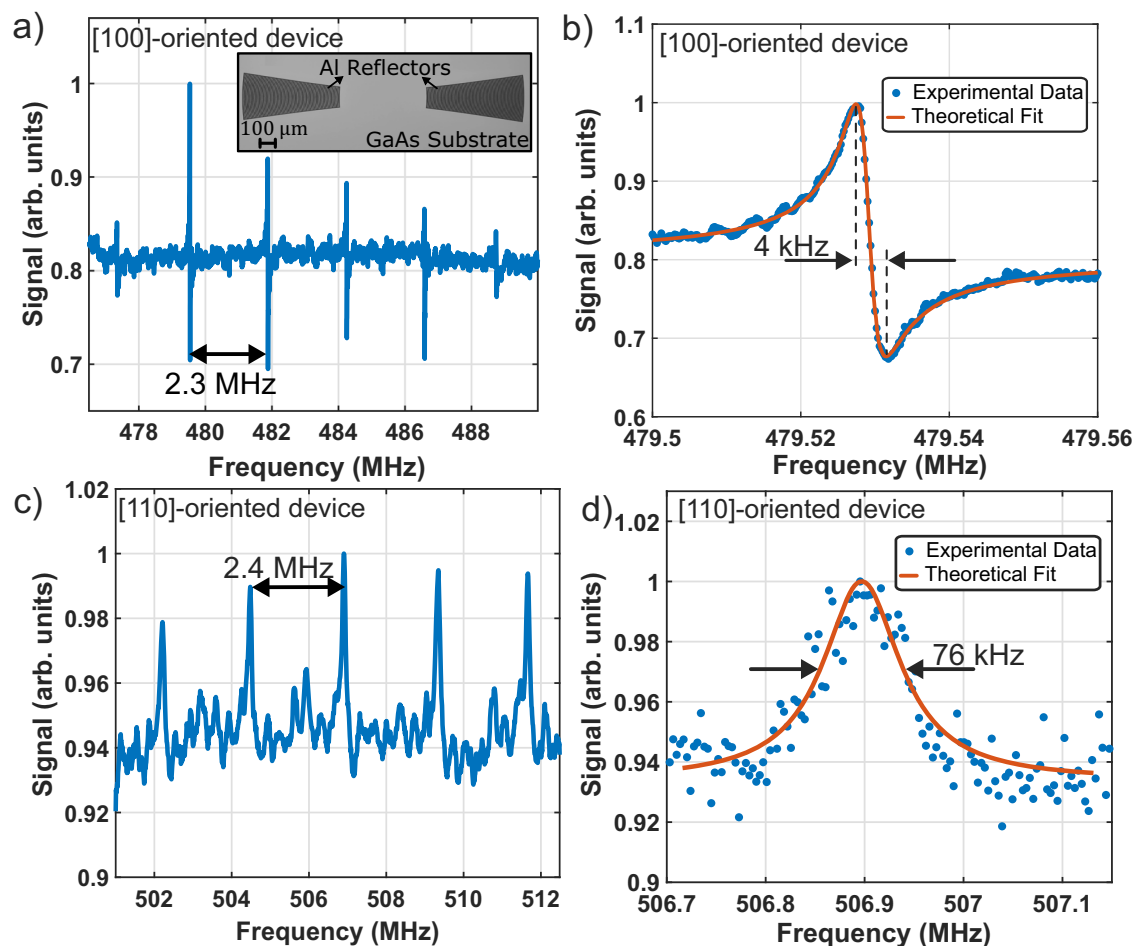 a)
[100]-oriented device
Al Reflectors
100 μm
GaAs Substrate
2.3 MHz
1
0.9
0.8
0.7
478 480 482 484 486 488
Frequency (MHz)
Signal (arb. units)
b)
[100]-oriented device
Experimental Data
Theoretical Fit
4 kHz
1.1
1.0
0.9
0.8
0.7
0.6
479.5 479.52 479.54 479.56
Frequency (MHz)
Signal (arb. units)
c)
[110]-oriented device
2.4 MHz
1.02
1
0.98
0.96
0.94
0.92
0.9
502 504 506 508 510 512
Frequency (MHz)
Signal (arb. units)
d)
[110]-oriented device
Experimental Data
Theoretical Fit
76 kHz
1.02
1
0.98
0.96
0.94
0.92
0.9
506.7 506.8 506.9 507 507.1
Frequency (MHz)
Signal (arb. units)